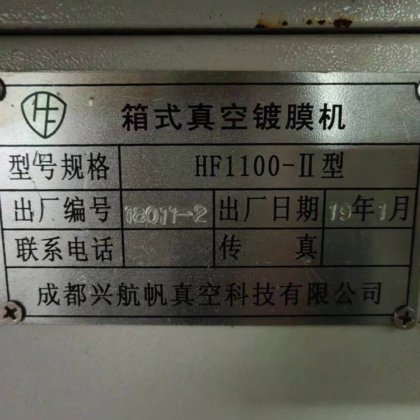 HF 箱式真空镀膜机
型号规格 HF1100-Ⅱ型
出厂编号 18011-2 出厂日期 19年1月
联系电话 传真
成都兴航帆真空科技有限公司